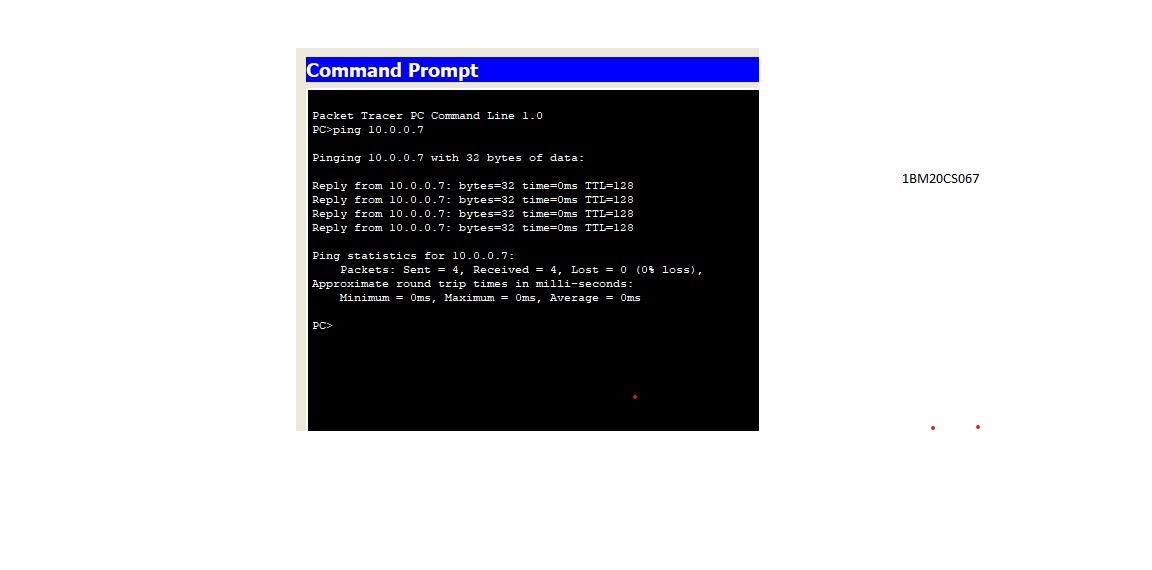 Command Prompt
Packet Tracer PC Command Line 1.0
PC>ping 10.0.0.7
Pinging 10.0.0.7 with 32 bytes of data:
Reply from 10.0.0.7: bytes=32 time=0ms TTL=128
Reply from 10.0.0.7: bytes=32 time=0ms TTL=128
Reply from 10.0.0.7: bytes=32 time=0ms TTL=128
Reply from 10.0.0.7: bytes=32 time=0ms TTL=128
Ping statistics for 10.0.0.7:
Packets: Sent = 4, Received = 4, Lost = 0 (0% loss),
Approximate round trip times in milli-seconds:
Minimum = 0ms, Maximum = 0ms, Average = 0ms
PC>
1BM20CS067